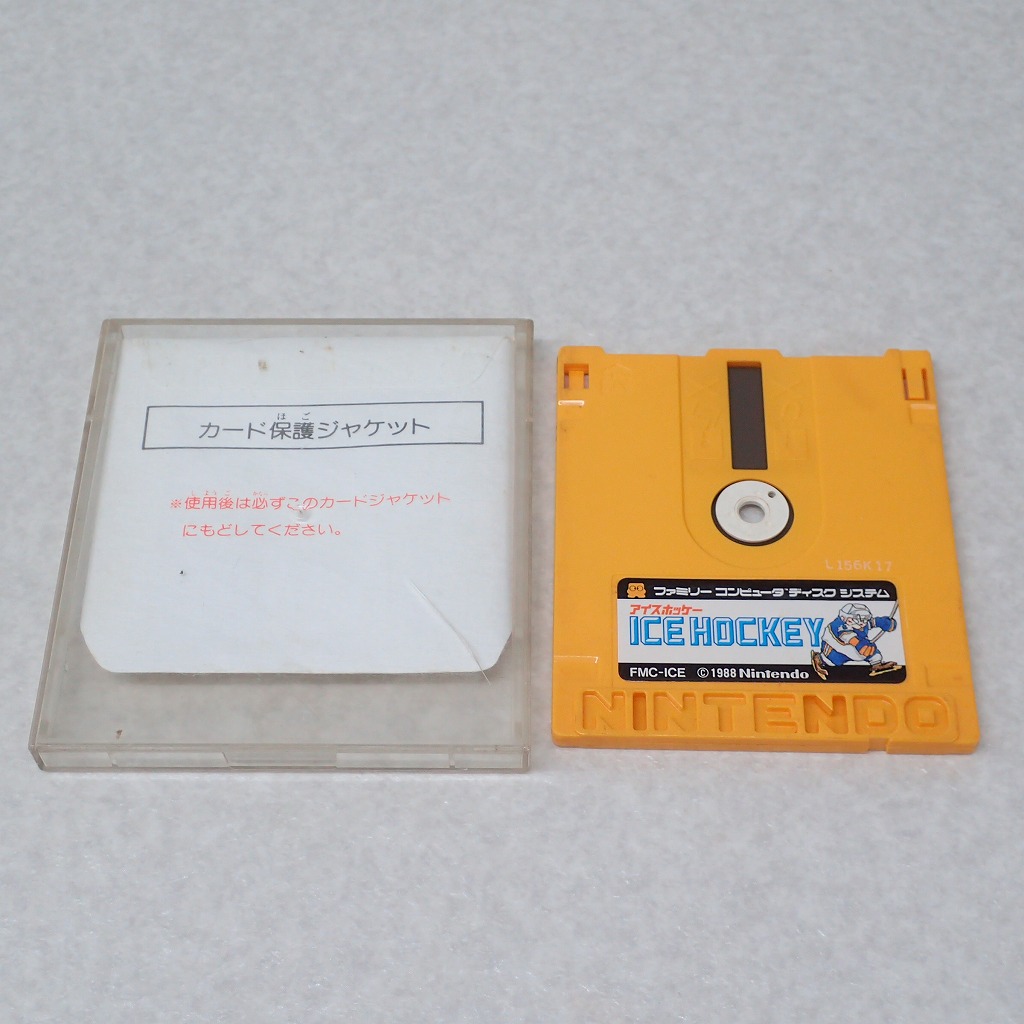 カード保護ジャケット
ほご
※使用後は必ずこのカードジャケット
にもどしてください。
L156K17
ファミリー コンピュータ ディスク システム
アイスホッケー
ICE HOCKEY
FMC-ICE ©1988 Nintendo
NINTENDO